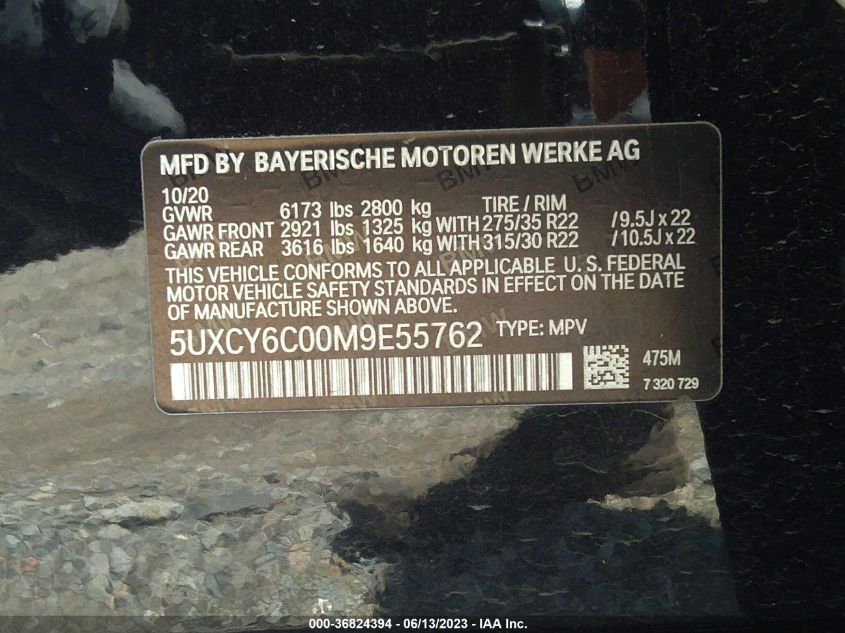 MFD BY BAYERISCHE MOTOREN WERKE AG
10/20 TIRE / RIM
GVWR 6173 lbs 2800 kg
GAWR FRONT 2921 lbs 1325 kg WITH 275/35 R22 /9.5J x 22
GAWR REAR 3616 lbs 1640 kg WITH 315/30 R22 /10.5J x 22
THIS VEHICLE CONFORMS TO ALL APPLICABLE U. S. FEDERAL
MOTOR VEHICLE SAFETY STANDARDS IN EFFECT ON THE DATE
OF MANUFACTURE SHOWN ABOVE.
5UXCY6C00M9E55762 TYPE: MPV
475M
7 320 729
000-36824394 - 06/13/2023 - IAA Inc.